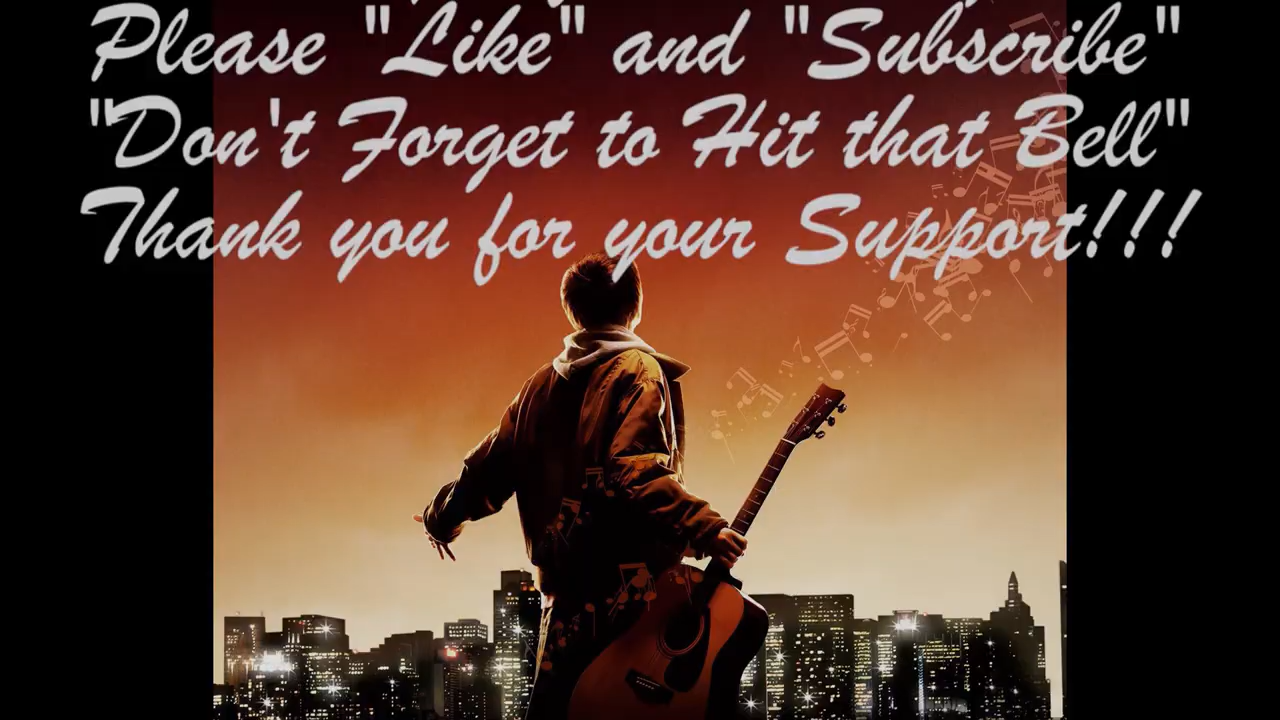 Please "Like" and "Subscribe"
"Don't Forget to Hit that Bell"
Thank you for your Support!!!